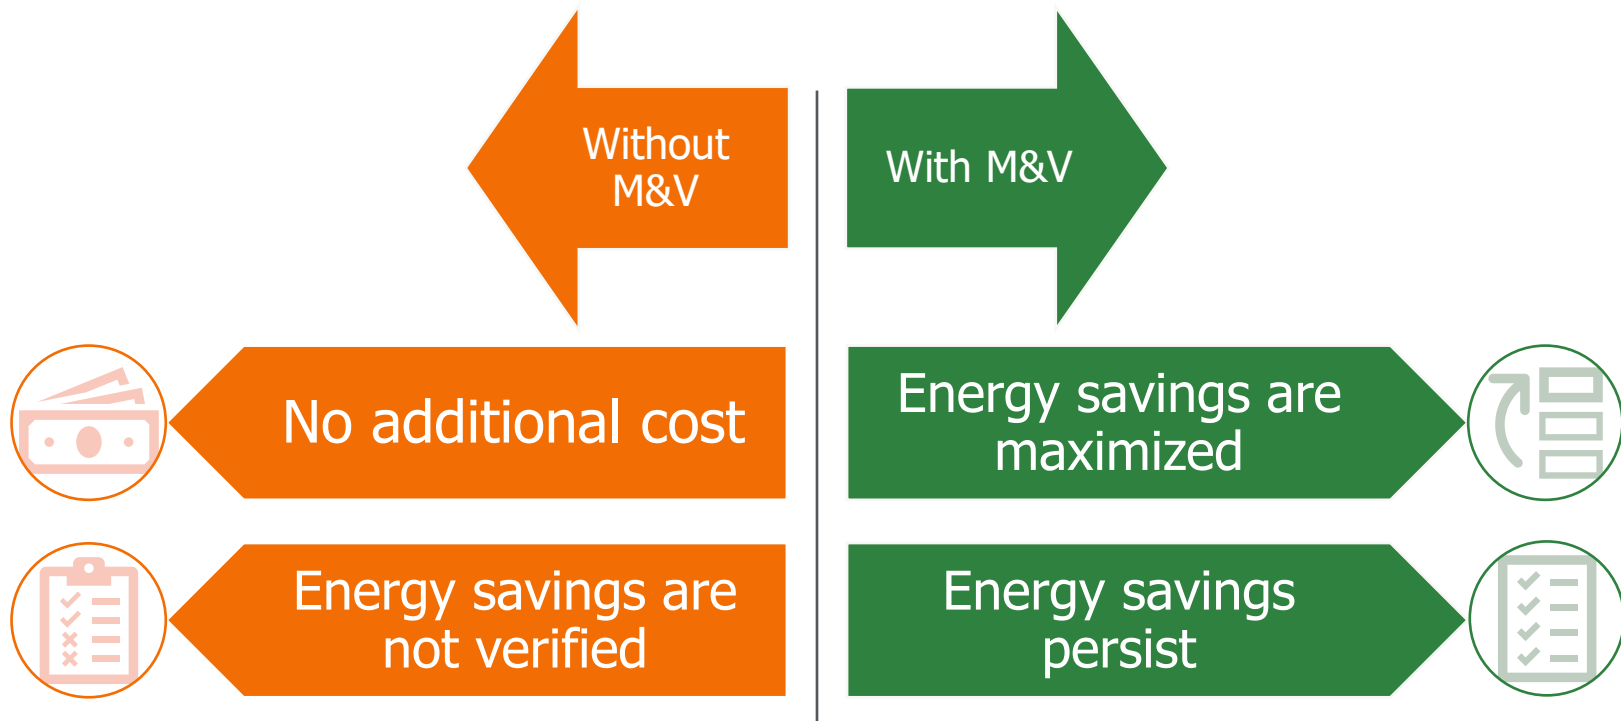 Without
M&V
With M&V
No additional cost
Energy savings are
maximized
Energy savings are
not verified
Energy savings
persist